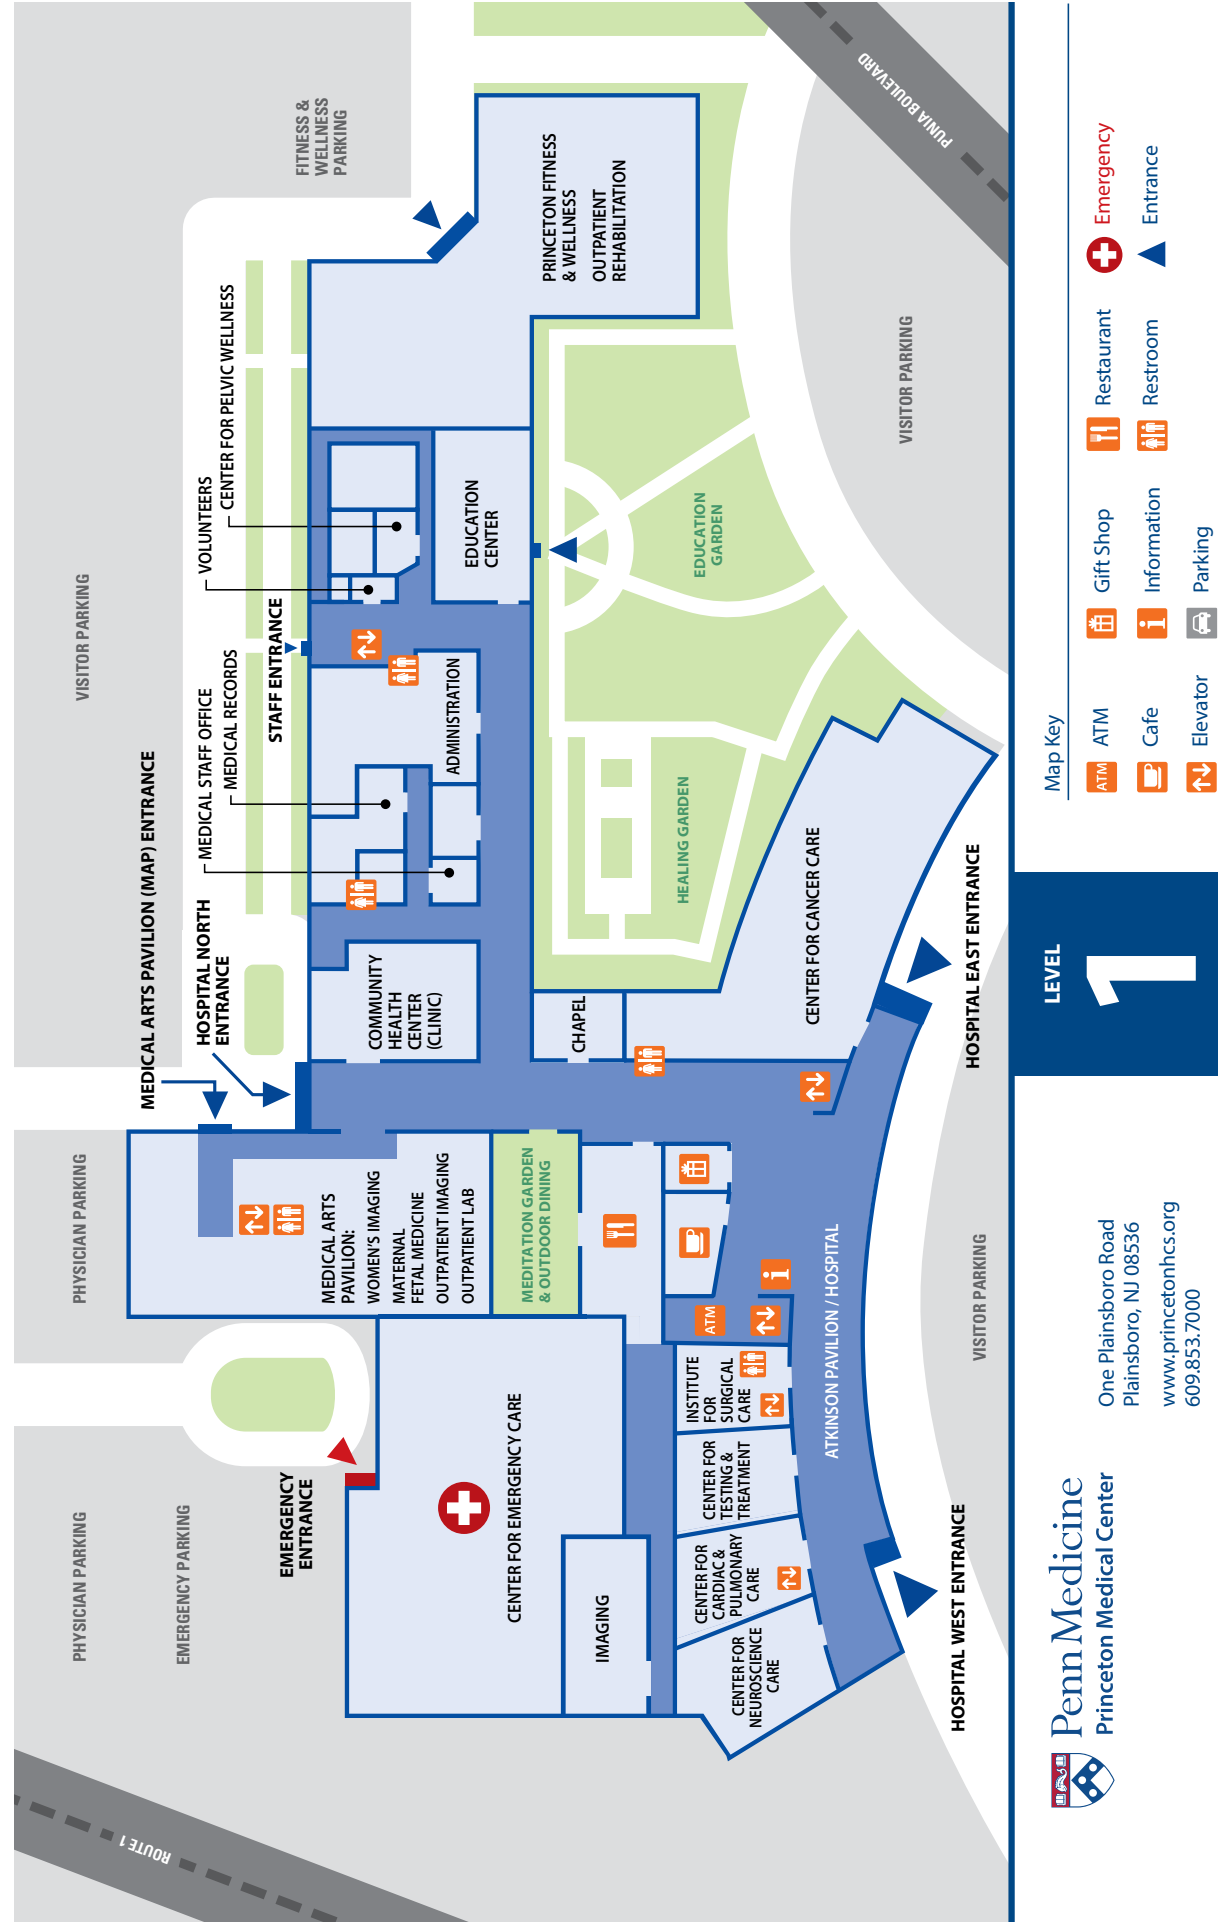 ROUTE 1
PHYSICIAN PARKING
EMERGENCY PARKING
EMERGENCY
ENTRANCE
PHYSICIAN PARKING
MEDICAL ARTS PAVILION (MAP) ENTRANCE
HOSPITAL NORTH
ENTRANCE
VISITOR PARKING
MEDICAL STAFF OFFICE
MEDICAL RECORDS
STAFF ENTRANCE
VOLUNTEERS
CENTER FOR PELVIC WELLNESS
FITNESS &
WELLNESS
PARKING
MEDICAL ARTS
PAVILION:
WOMEN'S IMAGING
MATERNAL
FETAL MEDICINE
OUTPATIENT IMAGING
OUTPATIENT LAB
COMMUNITY
HEALTH
CENTER
(CLINIC)
ADMINISTRATION
EDUCATION
CENTER
PRINCETON FITNESS
& WELLNESS
OUTPATIENT
REHABILITATION
CENTER FOR EMERGENCY CARE
IMAGING
MEDITATION GARDEN
& OUTDOOR DINING
CHAPEL
HEALING GARDEN
EDUCATION
GARDEN
CENTER FOR
NEUROSCIENCE
CARE
CENTER FOR
CARDIAC &
PULMONARY
CARE
CENTER FOR
TESTING &
TREATMENT
INSTITUTE
FOR
SURGICAL
CARE
ATM
i
ATKINSON PAVILION / HOSPITAL
CENTER FOR CANCER CARE
VISITOR PARKING
PUNIA BOULEVARD
HOSPITAL WEST ENTRANCE
VISITOR PARKING
HOSPITAL EAST ENTRANCE
Penn Medicine
Princeton Medical Center
One Plainsboro Road
Plainsboro, NJ 08536
www.princetonhcs.org
609.853.7000
LEVEL
1
Map Key
ATM ATM
Cafe
Elevator
Gift Shop
i Information
Parking
Restaurant
Restroom
Emergency
Entrance